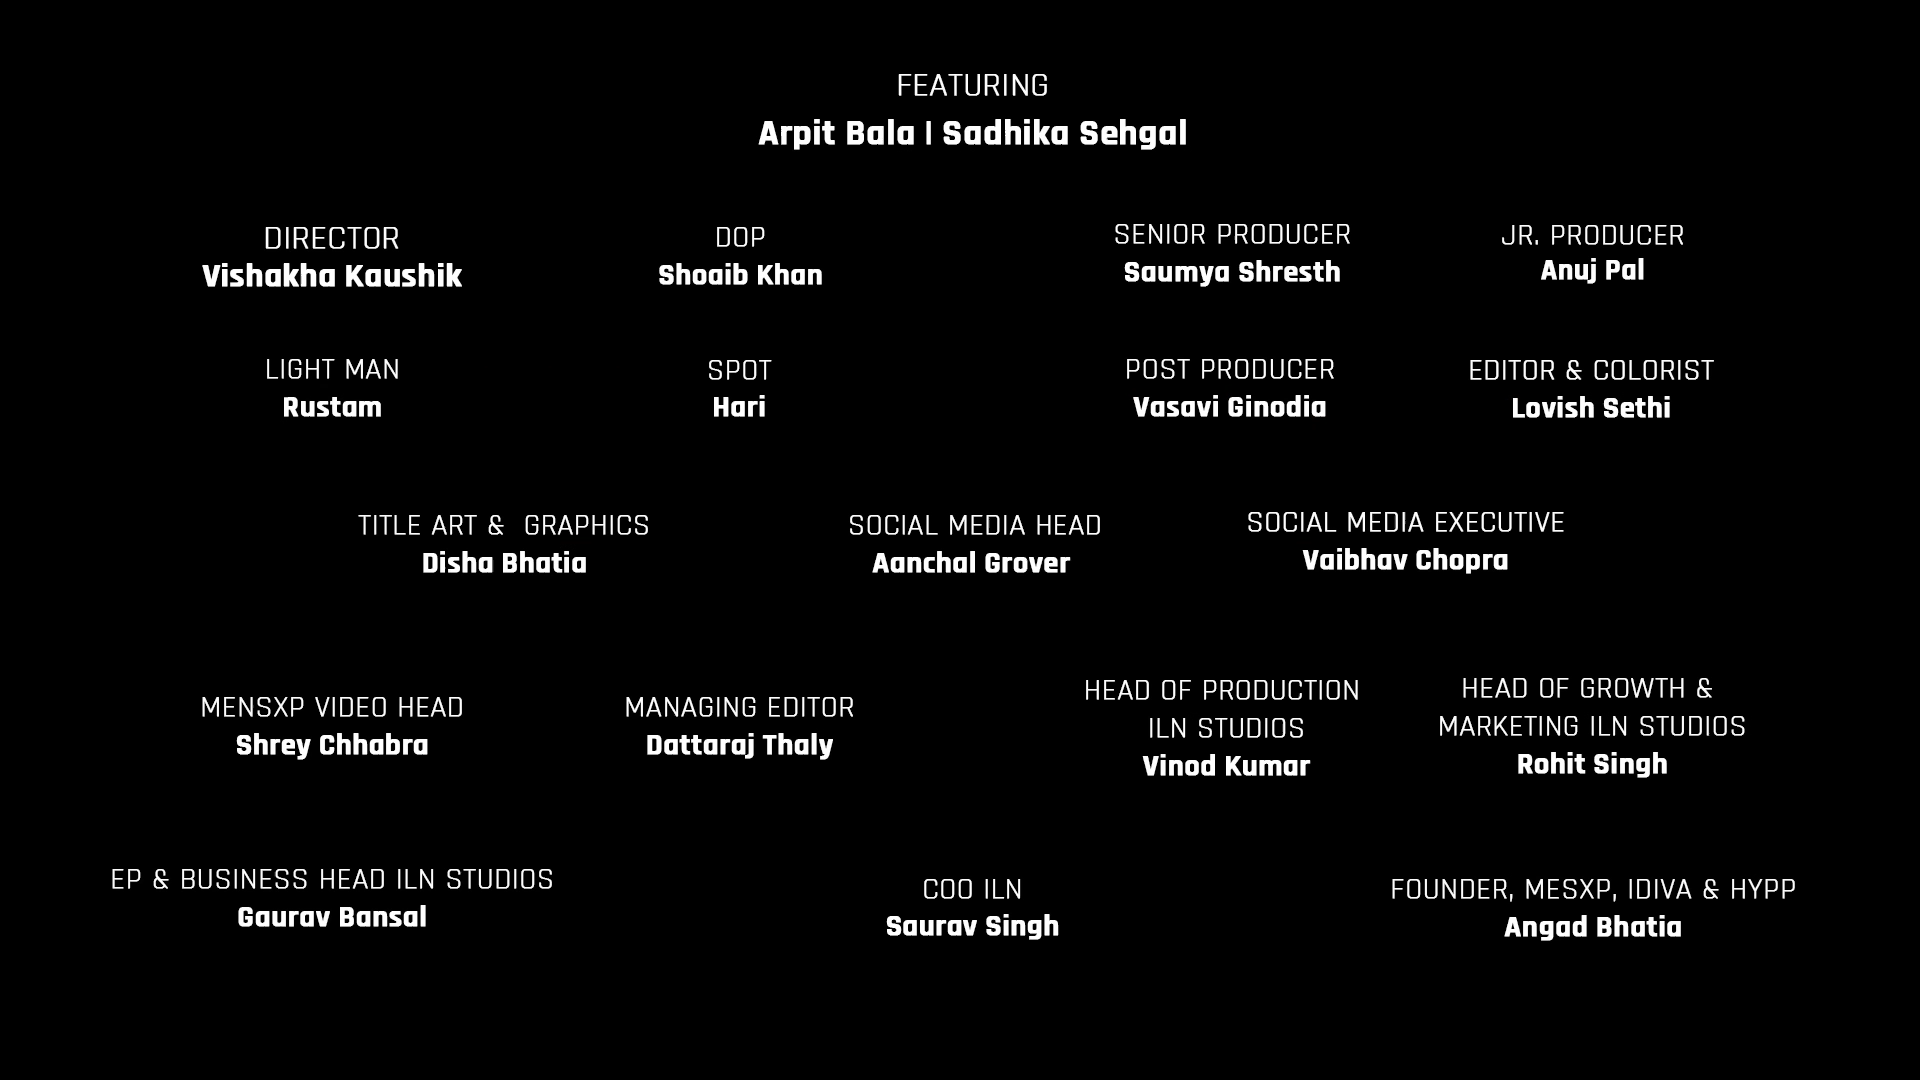 FEATURING
Arpit Bala | Sadhika Sehgal
DIRECTOR
Vishakha Kaushik
DOP
Shoaib Khan
SENIOR PRODUCER
Saumya Shresth
JR. PRODUCER
Anuj Pal
LIGHT MAN
Rustam
SPOT
Hari
POST PRODUCER
Vasavi Ginodia
EDITOR & COLORIST
Lovish Sethi
TITLE ART & GRAPHICS
Disha Bhatia
SOCIAL MEDIA HEAD
Aanchal Grover
SOCIAL MEDIA EXECUTIVE
Vaibhav Chopra
MENSXP VIDEO HEAD
Shrey Chhabra
MANAGING EDITOR
Dattaraj Thaly
HEAD OF PRODUCTION
ILN STUDIOS
Vinod Kumar
HEAD OF GROWTH &
MARKETING ILN STUDIOS
Rohit Singh
EP & BUSINESS HEAD ILN STUDIOS
Gaurav Bansal
COO ILN
Saurav Singh
FOUNDER, MESXP, IDIVA & HYPP
Angad Bhatia